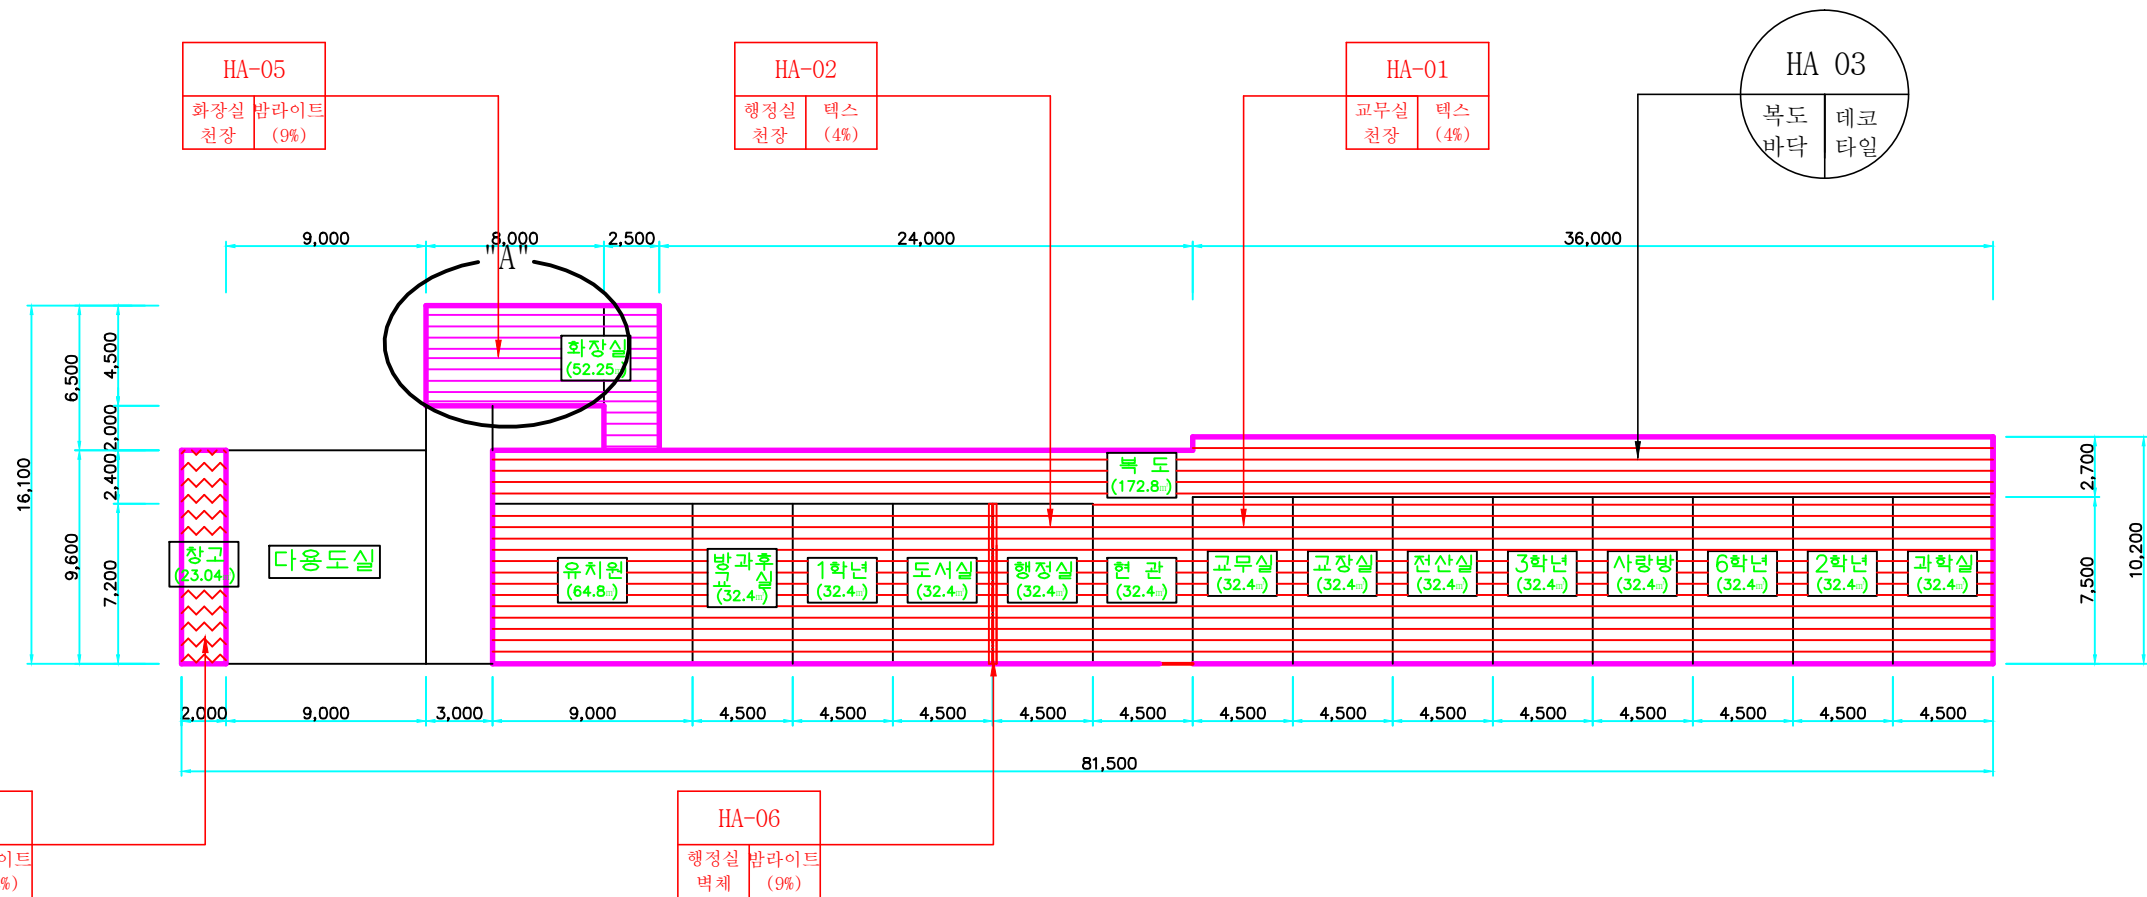 HA-05
화장실 밤라이트
천장 (9%)
HA-02
행정실 텍스
천장 (4%)
HA-01
교무실 텍스
천장 (4%)
HA 03
복도 데코
바닥 타일
9,000 8,000 2,500 24,000 36,000
"A"
화장실
(52.25㎡)
16,100
6,500
9,600
4,500
2,000
2,400
7,200
복 도
(172.8㎡)
2,700
7,500
10,200
창고
(23.04㎡)
다용도실
유치원
(64.8㎡)
방과후
교 실
(32.4㎡)
1학년
(32.4㎡)
도서실
(32.4㎡)
행정실
(32.4㎡)
현 관
(32.4㎡)
교무실
(32.4㎡)
교장실
(32.4㎡)
전산실
(32.4㎡)
3학년
(32.4㎡)
사랑방
(32.4㎡)
6학년
(32.4㎡)
2학년
(32.4㎡)
과학실
(32.4㎡)
2,000 9,000 3,000 9,000 4,500 4,500 4,500 4,500 4,500 4,500 4,500 4,500 4,500 4,500 4,500 4,500 4,500
81,500
이트
%)
HA-06
행정실 밤라이트
벽체 (9%)